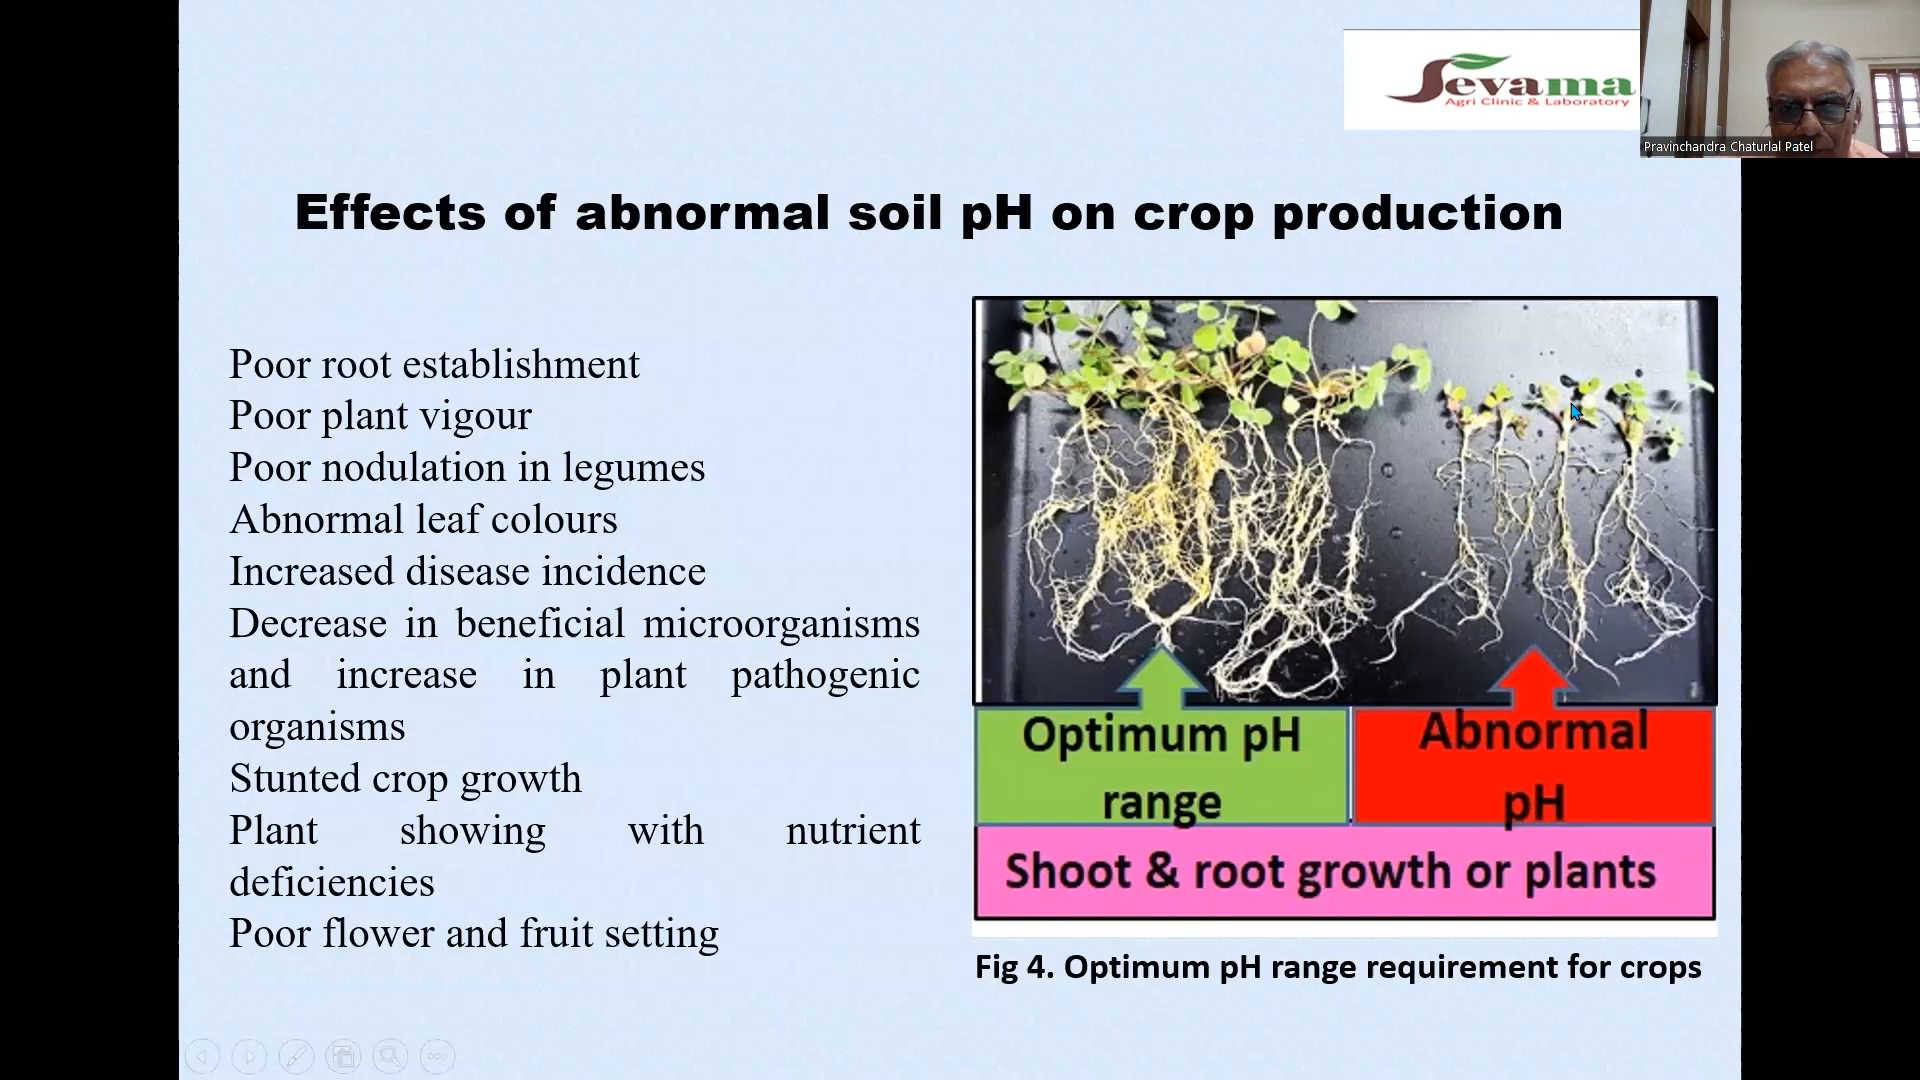 Sevama
Agri Clinic & Laboratory
Pravinchandra Chaturlal Patel
Effects of abnormal soil pH on crop production
Poor root establishment
Poor plant vigour
Poor nodulation in legumes
Abnormal leaf colours
Increased disease incidence
Decrease in beneficial microorganisms
and increase in plant pathogenic
organisms
Stunted crop growth
Plant showing with nutrient
deficiencies
Poor flower and fruit setting
Optimum pH
range
Abnormal
pH
Shoot & root growth or plants
Fig 4. Optimum pH range requirement for crops